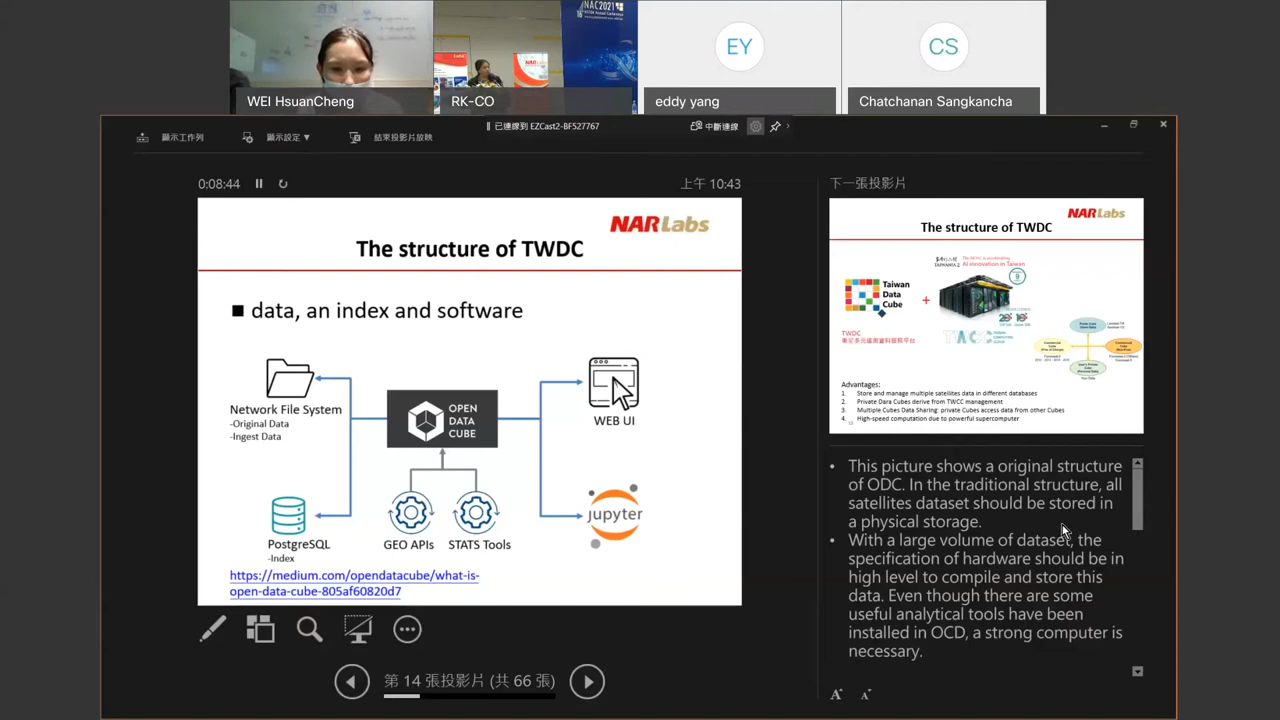 NAC2021
WEI HsuanCheng
RK-CO
EY
eddy yang
CS
Chatchanan Sangkancha
顯示工作列
顯示設定 ▼
結束投影片放映
已連線到 EZCast2-BF527767
中斷連線
0:08:44
上午 10:43
下一張投影片
NARLabs
The structure of TWDC
data, an index and software
Network File System
-Original Data
-Ingest Data
OPEN
DATA
CUBE
WEB UI
PostgreSQL
-Index
GEO APIs
STATS Tools
jupyter
https://medium.com/opendatacube/what-is-
open-data-cube-805af60820d7
第 14 張投影片 (共 66 張)
NARLabs
The structure of TWDC
Taiwan
Data
Cube
+
AI innovation in Taiwan
TWDC
TWCC
Advantages:
1. Store and manage multiple satellites data in different databases
2. Private Dara Cubes derive from TWCC management
3. Multiple Cubes Data Sharing: private Cubes access data from other Cubes
4. High-speed computation due to powerful supercomputer
• This picture shows a original structure
of ODC. In the traditional structure, all
satellites dataset should be stored in
a physical storage.
• With a large volume of dataset, the
specification of hardware should be in
high level to compile and store this
data. Even though there are some
useful analytical tools have been
installed in OCD, a strong computer is
necessary.
A A